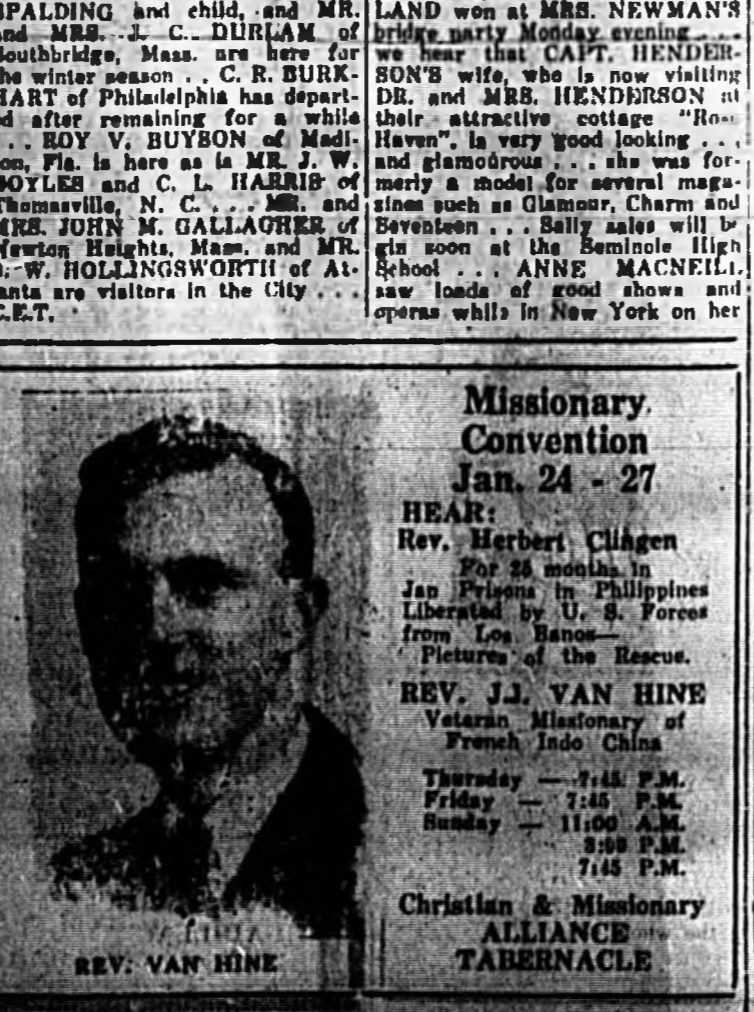 SPALDING and child, and MR.
and MRS. J. C. DURLAM of
Southbridge, Mass. are here for
the winter season . . C. R. BURK-
HART of Philadelphia has depart-
ed after remaining for a while
. . . ROY V. BUYSON of Madi-
son, Fla. is here as is MR. J. W.
BOYLES and C. L. HARRIS of
Thomasville, N. C. . . . MR. and
MRS. JOHN M. GALLAGHER of
Newton Heights, Mass. and MR.
W. HOLLINGSWORTH of At-
lanta are visitors in the City . . .
C.E.T.
LAND won at MRS. NEWMAN'S
bridge party Monday evening . . .
we hear that CAPT. HENDER-
SON'S wife, who is now visiting
DR. and MRS. HENDERSON at
their attractive cottage
Haven", is very good looking . . .
and glamourous . . . she was for-
merly a model for several maga-
zines such as Glamour, Charm and
Seventeen . . . Sally sales will be
gin soon at the Seminole High
School . . . ANNE MACNEILL
saw loads of good shows and
operas while in New York on her
Missionary
Convention
Jan. 24 - 27
HEAR:
Rev. Herbert Clingen
For 25 months in
Jap Prisons in Philippines
Liberated by U. S. Forces
from Los Banos—
Pictures of the Rescue.
REV. J.J. VAN HINE
Veteran Missionary of
French Indo China
Thursday — 7:45 P.M.
Friday — 7:45 P.M.
Sunday — 11:00 A.M.
3:00 P.M.
7:45 P.M.
Christian & Missionary
ALLIANCE
TABERNACLE
REV. VAN HINE